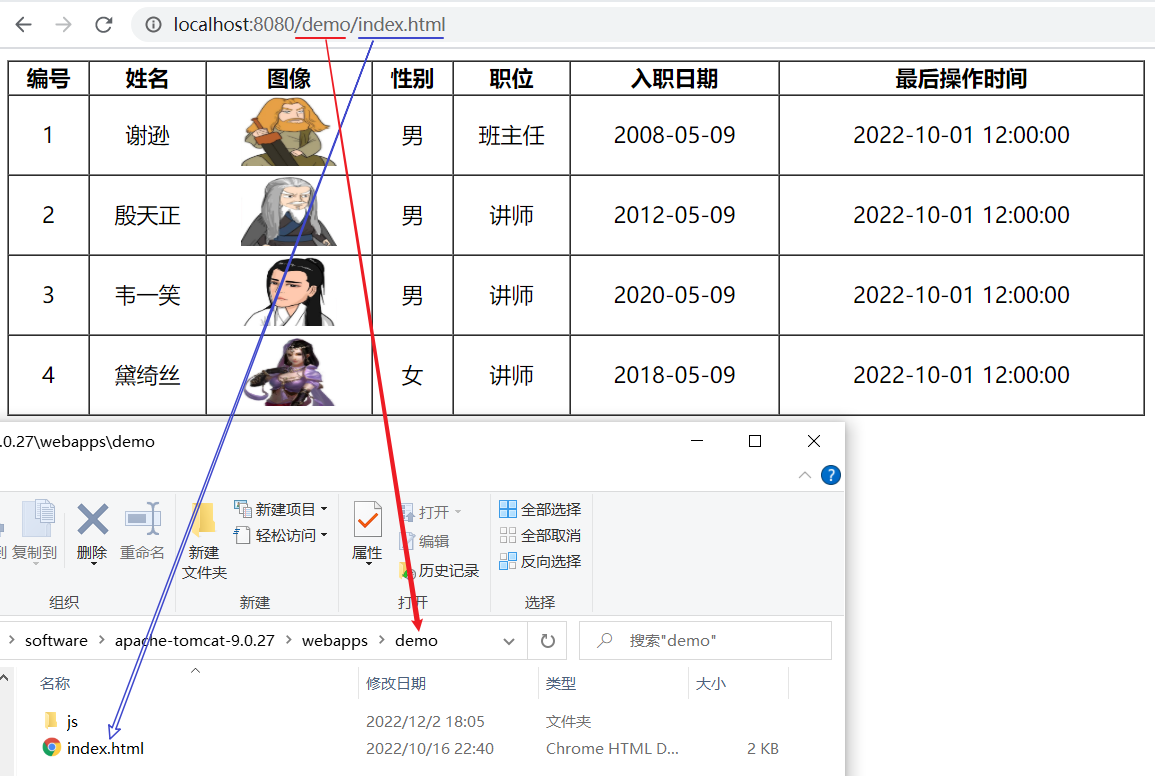 localhost:8080/demo/index.html
编号 姓名 图像 性别 职位 入职日期 最后操作时间
1 谢逊 男 班主任 2008-05-09 2022-10-01 12:00:00
2 殷天正 男 讲师 2012-05-09 2022-10-01 12:00:00
3 韦一笑 男 讲师 2020-05-09 2022-10-01 12:00:00
4 黛绮丝 女 讲师 2018-05-09 2022-10-01 12:00:00
.0.27\webapps\demo
新建项目 打开 全部选择
轻松访问 编辑 全部取消
到 复制到 删除 重命名 新建 属性 反向选择
文件夹 历史记录
组织 新建 打开 选择
software apache-tomcat-9.0.27 webapps demo 搜索"demo"
名称 修改日期 类型 大小
js 2022/12/2 18:05 文件夹
index.html 2022/10/16 22:40 Chrome HTML D... 2 KB